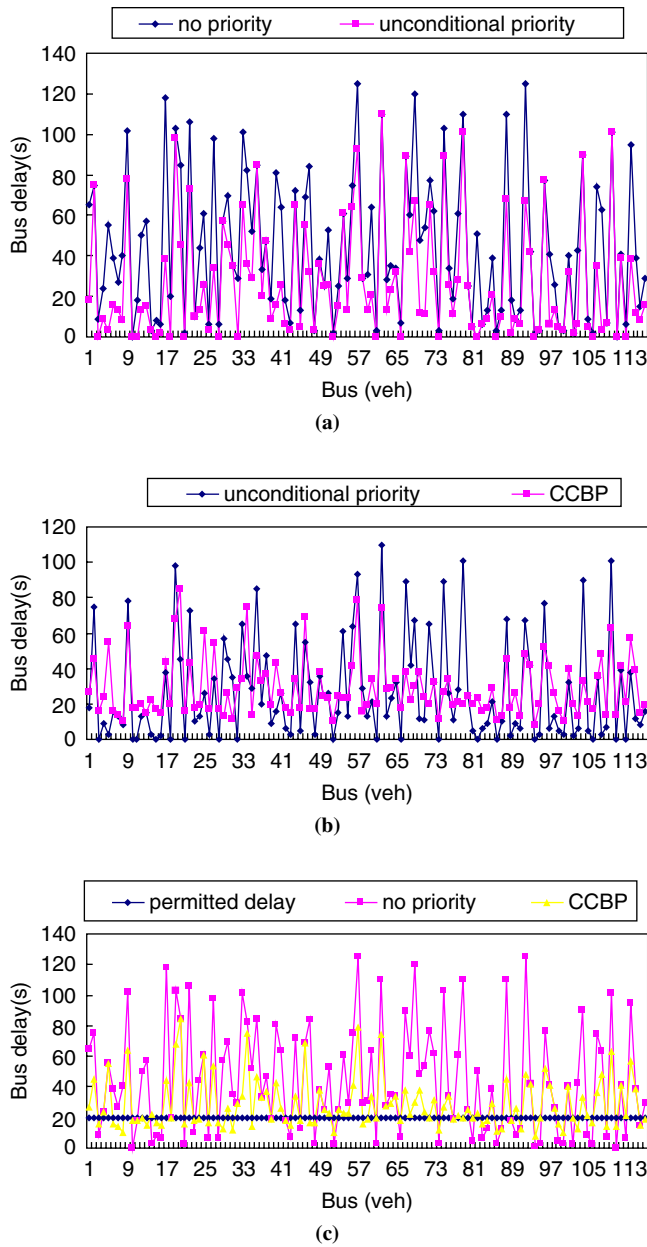 no priority unconditional priority
140
120
100
80
60
40
20
0
Bus delay(s)
1 9 17 25 33 41 49 57 65 73 81 89 97 105 113
Bus (veh)
(a)
unconditional priority CCBP
120
100
80
60
40
20
0
Bus delay(s)
1 9 17 25 33 41 49 57 65 73 81 89 97 105 113
Bus (veh)
(b)
permitted delay no priority CCBP
140
120
100
80
60
40
20
0
Bus delay(s)
1 9 17 25 33 41 49 57 65 73 81 89 97 105 113
Bus (veh)
(c)